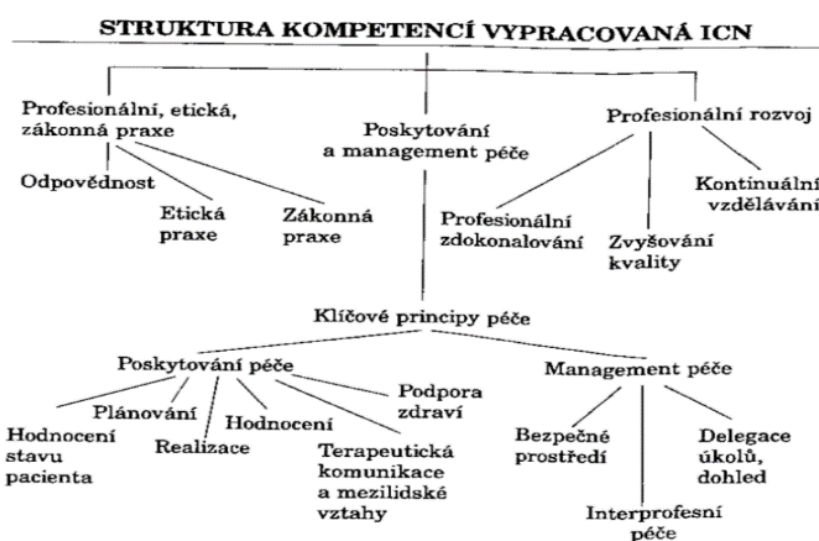 STRUKTURA KOMPETENCÍ VYPRACOVANÁ ICN
Profesionální, etická,
zákonná praxe
Poskytování
a management péče
Profesionální rozvoj
Odpovědnost
Etická
praxe
Zákonná
praxe
Profesionální
zdokonalování
Zvyšování
kvality
Kontinuální
vzdělávání
Klíčové principy péče
Poskytování péče
Management péče
Hodnocení
stavu
pacienta
Plánování
Realizace
Hodnocení
Terapeutická
komunikace
a mezilidské
vztahy
Podpora
zdraví
Bezpečné
prostředí
Interprofesní
péče
Delegace
úkolů,
dohled